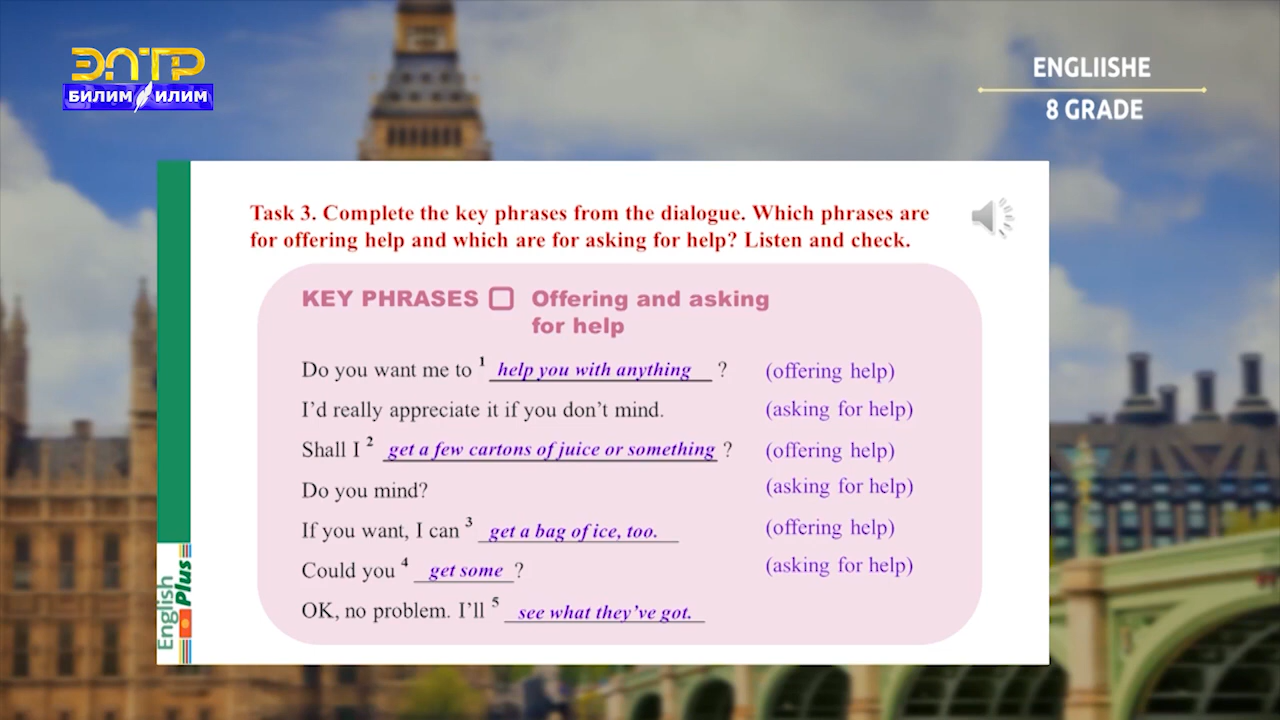 ЭЛТР
БИЛИМ ИЛИМ
ENGLIISHE
8 GRADE
Task 3. Complete the key phrases from the dialogue. Which phrases are
for offering help and which are for asking for help? Listen and check.
KEY PHRASES Offering and asking
for help
Do you want me to 1 help you with anything ? (offering help)
I’d really appreciate it if you don’t mind. (asking for help)
Shall I 2 get a few cartons of juice or something ? (offering help)
Do you mind? (asking for help)
If you want, I can 3 get a bag of ice, too. (offering help)
Could you 4 get some ? (asking for help)
OK, no problem. I’ll 5 see what they’ve got.
English
Plus